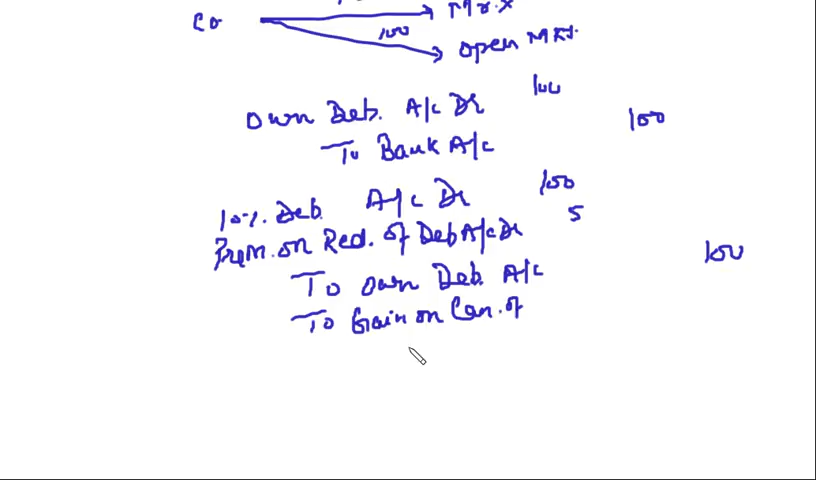 Co
Mr. X
100
open Mkt.
100
Own Deb. A/c Dr
100
To Bank A/c
100
10%. Deb. A/c Dr
5
Prem. on Red. of Deb A/c Dr
100
To Own Deb. A/c
To Gain on Can. of